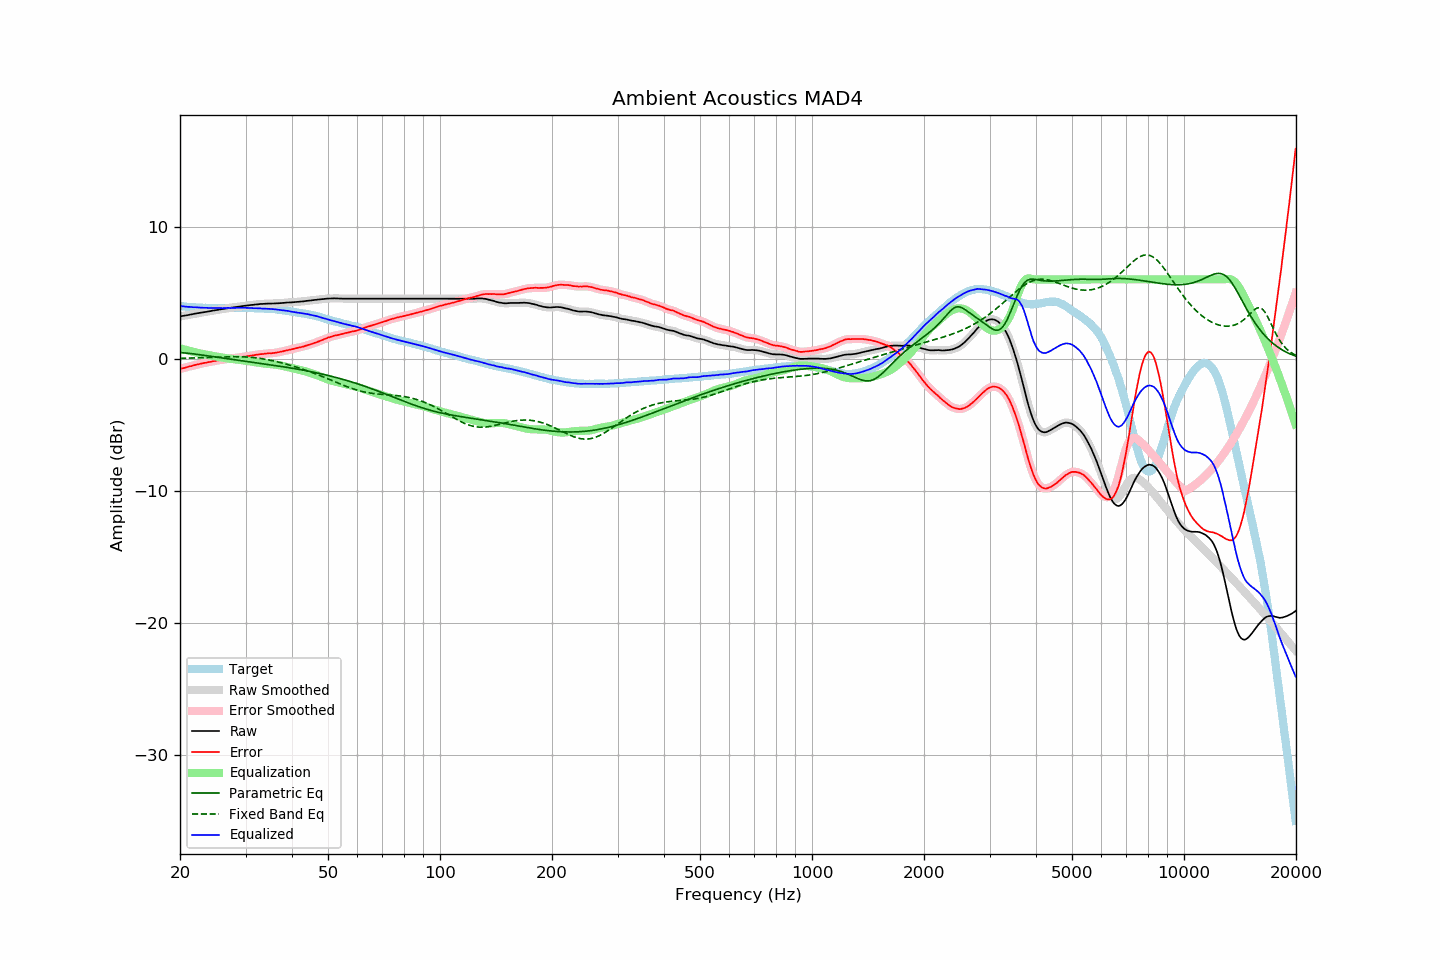 Ambient Acoustics MAD4
Amplitude (dBr)
10
0
−10
−20
−30
Target
Raw Smoothed
Error Smoothed
Raw
Error
Equalization
Parametric Eq
Fixed Band Eq
Equalized
20 50 100 200 500 1000 2000 5000 10000 20000
Frequency (Hz)